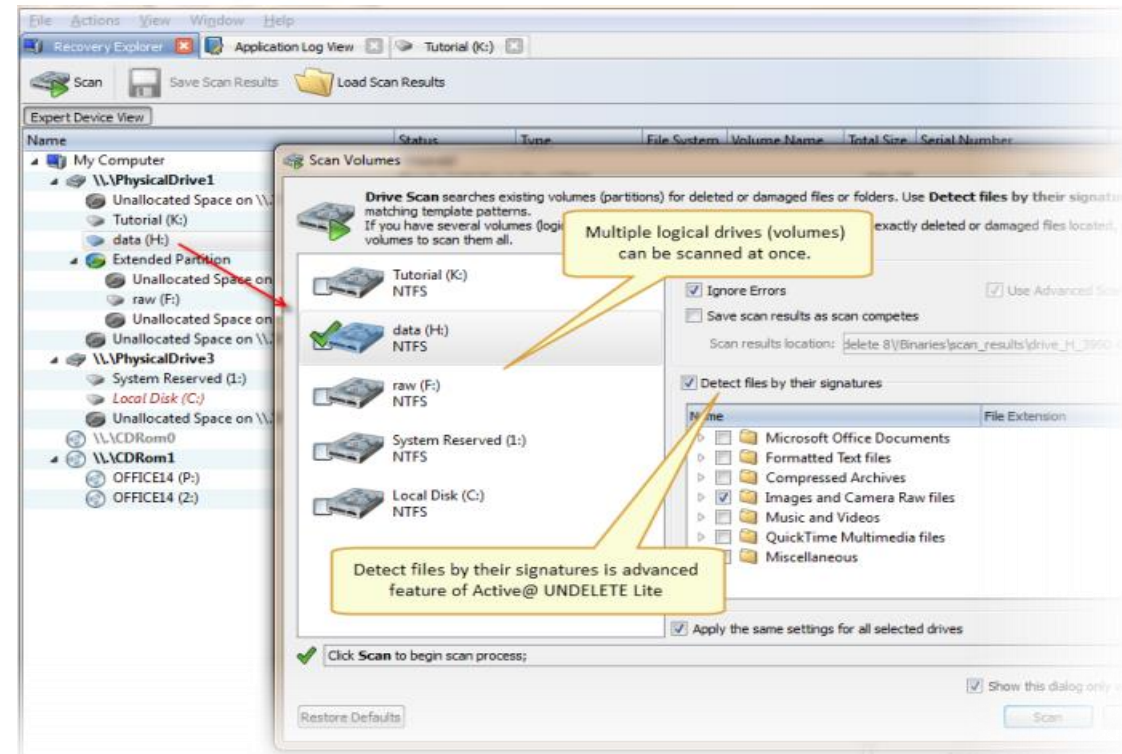 File Actions View Window Help
Recovery Explorer Application Log View Tutorial (K:)
Scan Save Scan Results Load Scan Results
Expert Device View
Name Status Type File System Volume Name Total Size Serial Number
My Computer
\\.\PhysicalDrive1
Unallocated Space on \\.
Tutorial (K:)
data (H:)
Extended Partition
Unallocated Space on
raw (F:)
Unallocated Space on
Unallocated Space on \\.
\\.\PhysicalDrive3
System Reserved (1:)
Local Disk (C:)
Unallocated Space on \\.
\\.\CDRom0
\\.\CDRom1
OFFICE14 (P:)
OFFICE14 (2:)
Scan Volumes
Drive Scan searches existing volumes (partitions) for deleted or damaged files or folders. Use Detect files by their
matching template patterns.
If you have several volumes exactly deleted or damaged files located,
volumes to scan them all.
Multiple logical drives (volumes)
can be scanned at once.
Tutorial (K:)
NTFS
data (H:)
NTFS
raw (F:)
NTFS
System Reserved (1:)
NTFS
Local Disk (C:)
NTFS
Ignore Errors Use Advanced
Save scan results as scan competes
Scan results location: delete 8\/Binaries\scan_results\drive_H_3990
Detect files by their signatures
Name File Extension
Microsoft Office Documents
Formatted Text files
Compressed Archives
Images and Camera Raw files
Music and Videos
QuickTime Multimedia files
Miscellaneous
Detect files by their signatures is advanced
feature of Active@ UNDELETE Lite
Apply the same settings for all selected drives
Click Scan to begin scan process;
Show this dialog only
Restore Defaults Scan